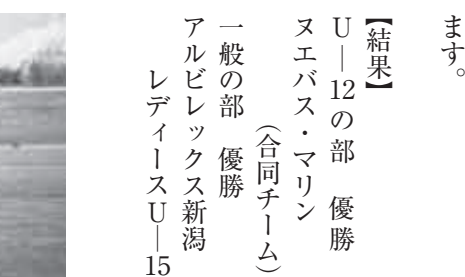 ます。
【結果】
U―12の部　優勝
ヌエバス・マリン
（合同チーム）
一般の部　優勝
アルビレックス新潟
レディースU―15